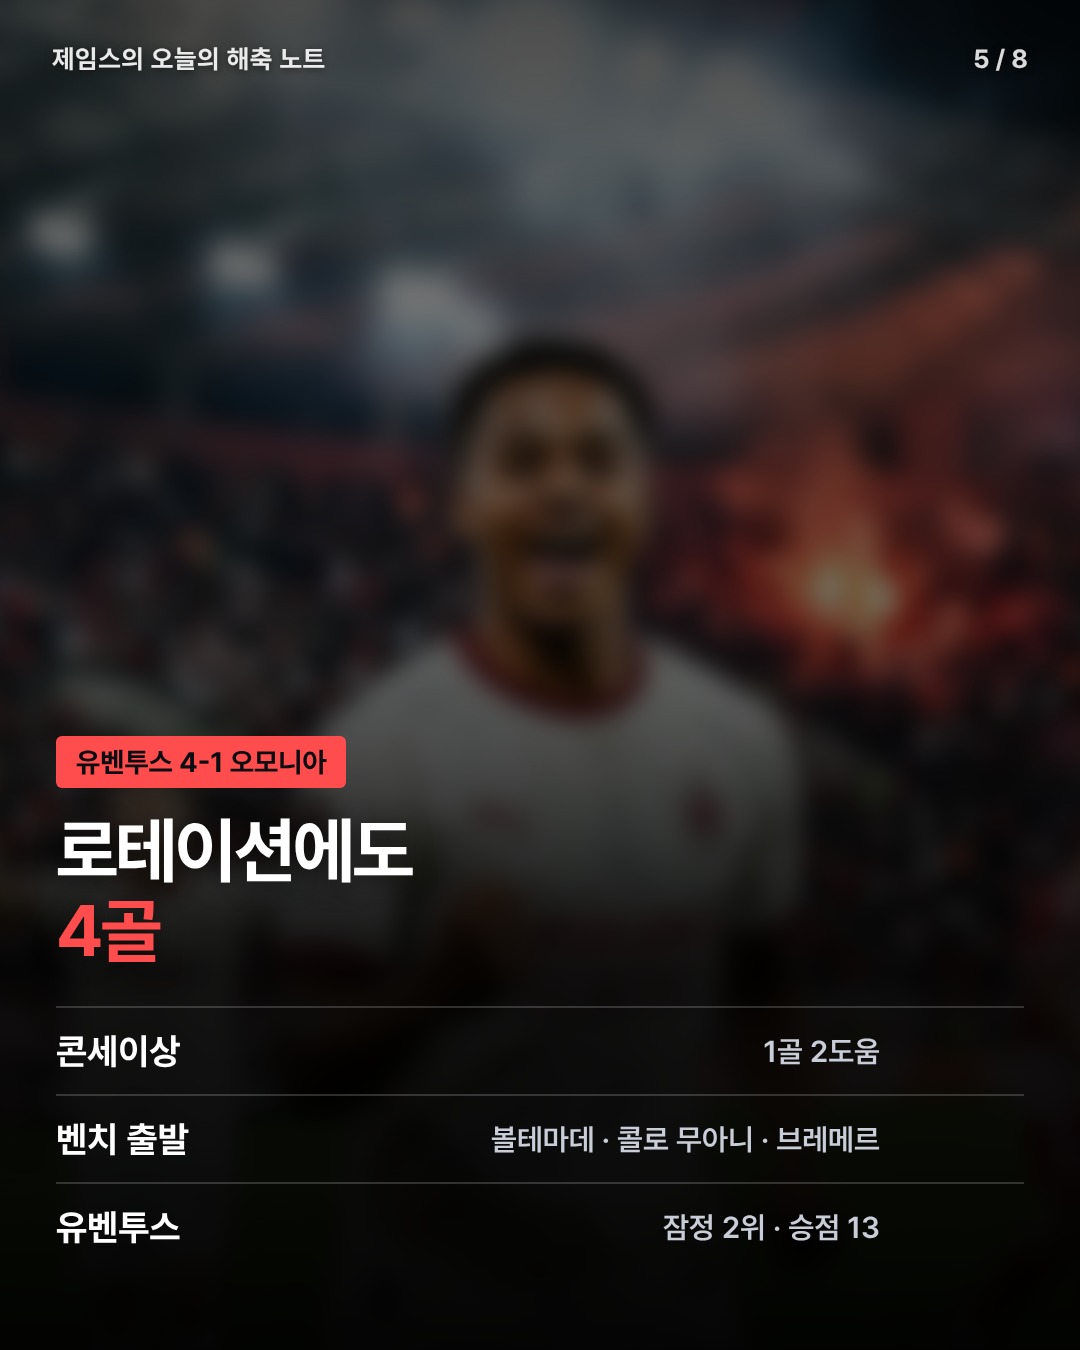 제임스의 오늘의 해축 노트
5 / 8
유벤투스 4-1 오모니아
로테이션에도
4골
콘세이상
1골 2도움
벤치 출발
볼테마데 · 콜로 무아니 · 브레메르
유벤투스
잠정 2위 · 승점 13